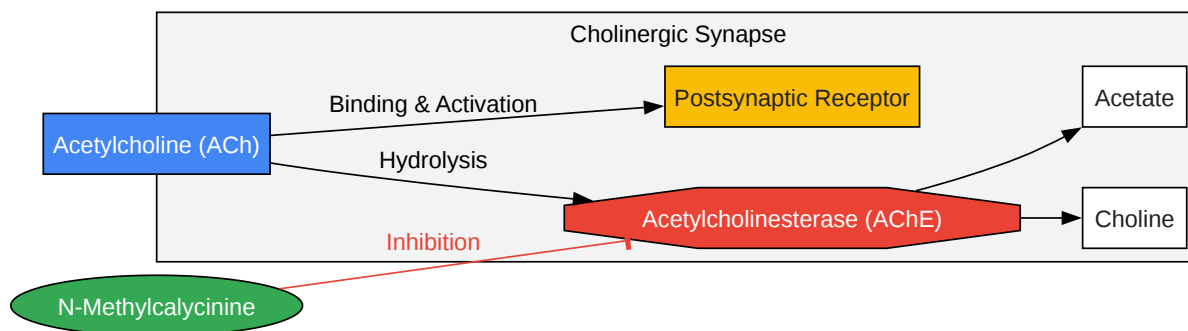 Cholinergic Synapse
Binding & Activation
Postsynaptic Receptor
Acetate
Acetylcholine (ACh)
Hydrolysis
Acetylcholinesterase (AChE)
Choline
Inhibition
N-Methylcalycinine